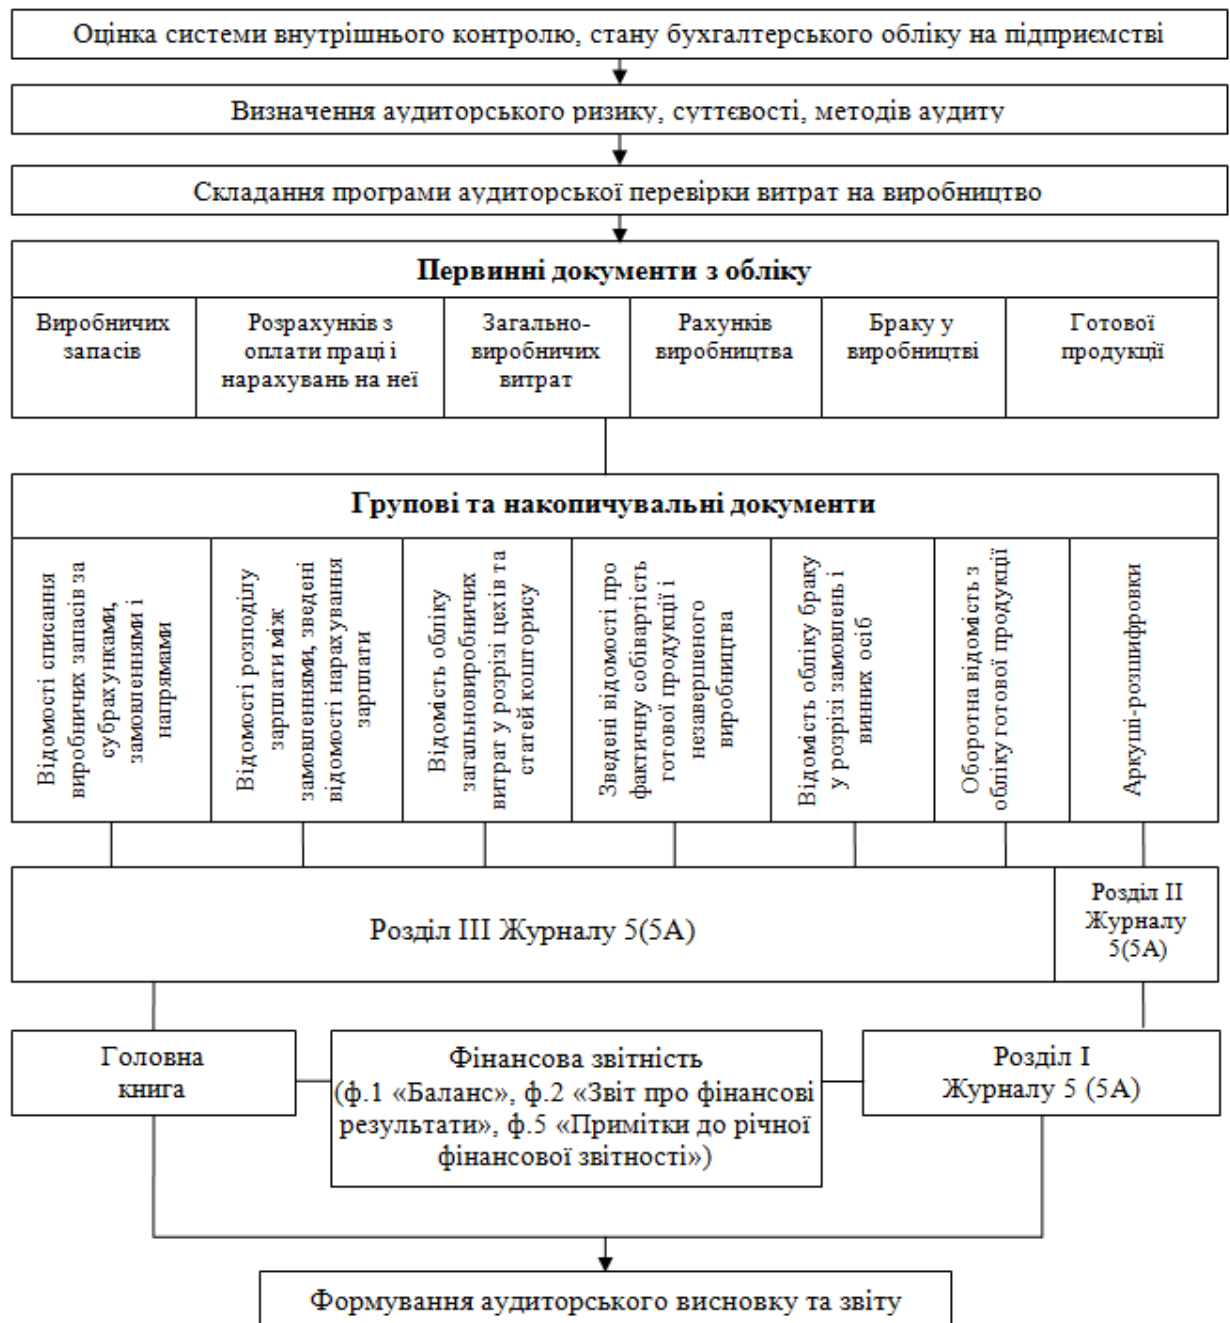 Оцінка системи внутрішнього контролю, стану бухгалтерського обліку на підприємстві
Визначення аудиторського ризику, суттєвості, методів аудиту
Складання програми аудиторської перевірки витрат на виробництво
Первинні документи з обліку
Виробничих
запасів
Розрахунків з
оплати праці і
нарахувань на неї
Загально-
виробничих
витрат
Рахунків
виробництва
Браку у
виробництві
Готової
продукції
Групові та накопичувальні документи
Відомості списання
виробничих запасів за
субрахунками,
замовленнями і
напрямами
Відомості розподілу
зарплати між
замовленнями, зведені
відомості нарахування
зарплати
Відомість обліку
загальновиробничих
витрат у розрізі цехів та
статей кошторису
Зведені відомості про
фактичну собівартість
готової продукції і
незавершеного
виробництва
Відомість обліку браку
у розрізі замовлень і
винних осіб
Оборотна відомість з
обліку готової продукції
Аркуші-розшифровки
Розділ III Журналу 5(5А)
Розділ II
Журналу
5(5А)
Головна
книга
Фінансова звітність
(ф.1 «Баланс», ф.2 «Звіт про фінансові
результати», ф.5 «Примітки до річної
фінансової звітності»)
Розділ I
Журналу 5 (5А)
Формування аудиторського висновку та звіту